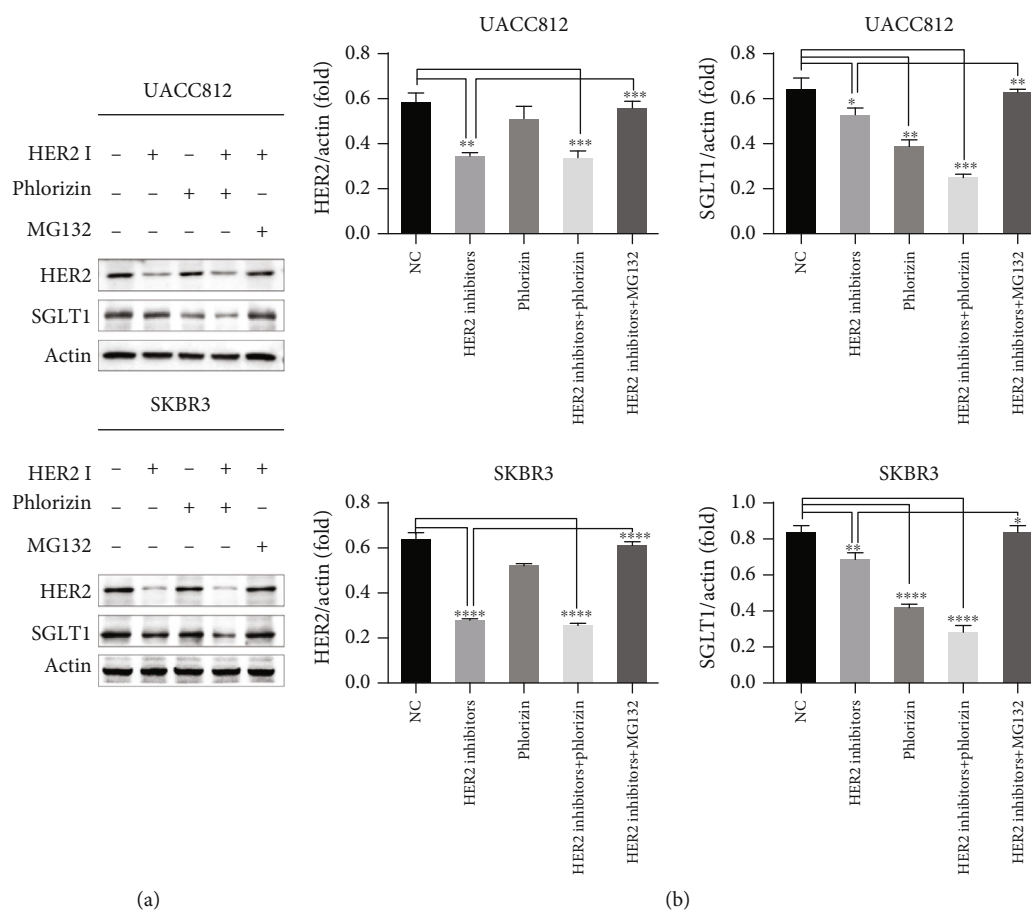 UACC812
HER2 I – + – + +
Phlorizin – – + + –
MG132 – – – – +
HER2
SGLT1
Actin
SKBR3
HER2 I – + – + +
Phlorizin – – + + –
MG132 – – – – +
HER2
SGLT1
Actin
(a)
UACC812
HER2/actin (fold)
0.8
0.6
0.4
0.2
0.0
**
***
***
NC
HER2 inhibitors
Phlorizin
HER2 inhibitors+phlorizin
HER2 inhibitors+MG132
UACC812
SGLT1/actin (fold)
0.8
0.6
0.4
0.2
0.0
*
**
***
**
NC
HER2 inhibitors
Phlorizin
HER2 inhibitors+phlorizin
HER2 inhibitors+MG132
SKBR3
HER2/actin (fold)
0.8
0.6
0.4
0.2
0.0
****
****
****
NC
HER2 inhibitors
Phlorizin
HER2 inhibitors+phlorizin
HER2 inhibitors+MG132
SKBR3
SGLT1/actin (fold)
1.0
0.8
0.6
0.4
0.2
0.0
**
****
****
*
NC
HER2 inhibitors
Phlorizin
HER2 inhibitors+phlorizin
HER2 inhibitors+MG132
(b)